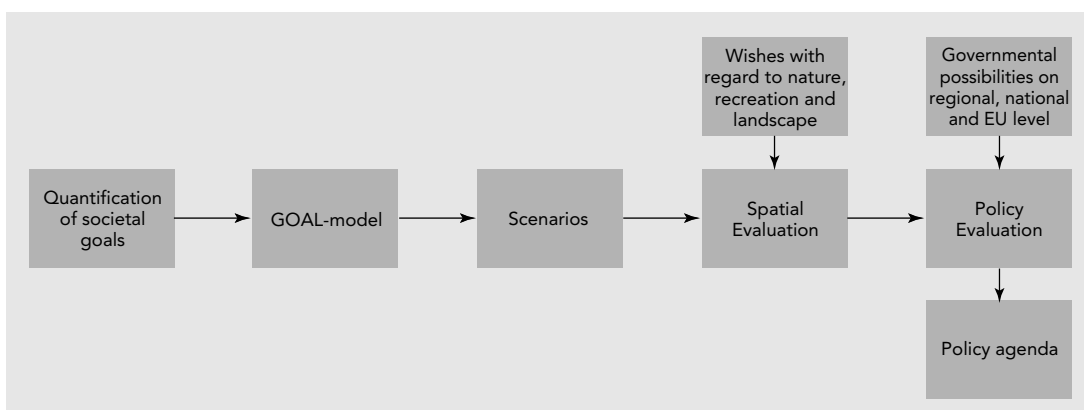 Wishes with
regard to nature,
recreation and
landscape
Governmental
possibilities on
regional, national
and EU level
Quantification
of societal
goals
GOAL-model
Scenarios
Spatial
Evaluation
Policy
Evaluation
Policy agenda